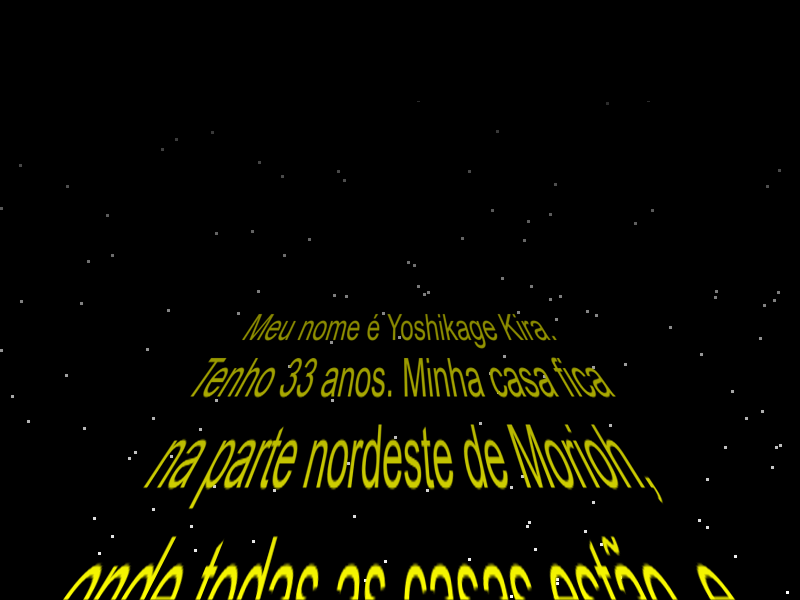 Meu nome é Yoshikage Kira.
Tenho 33 anos. Minha casa fica
na parte nordeste de Morioh,
onde todas as casas estão, e